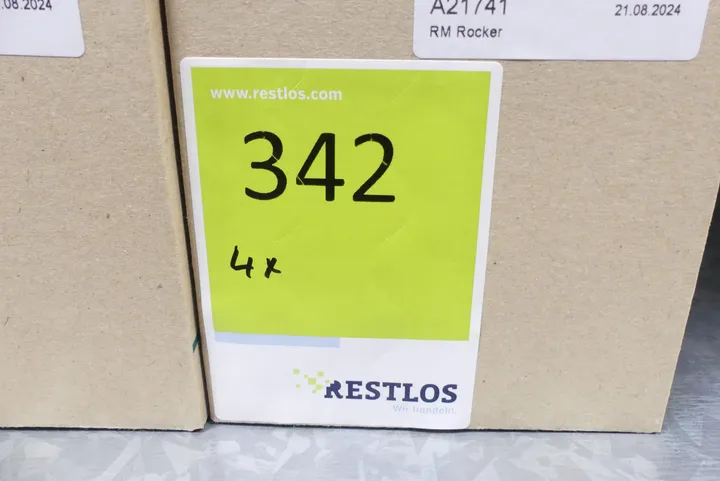 .08.2024
A21741
21.08.2024
RM Rocker
www.restlos.com
342
4x
RESTLOS
Wir handeln.